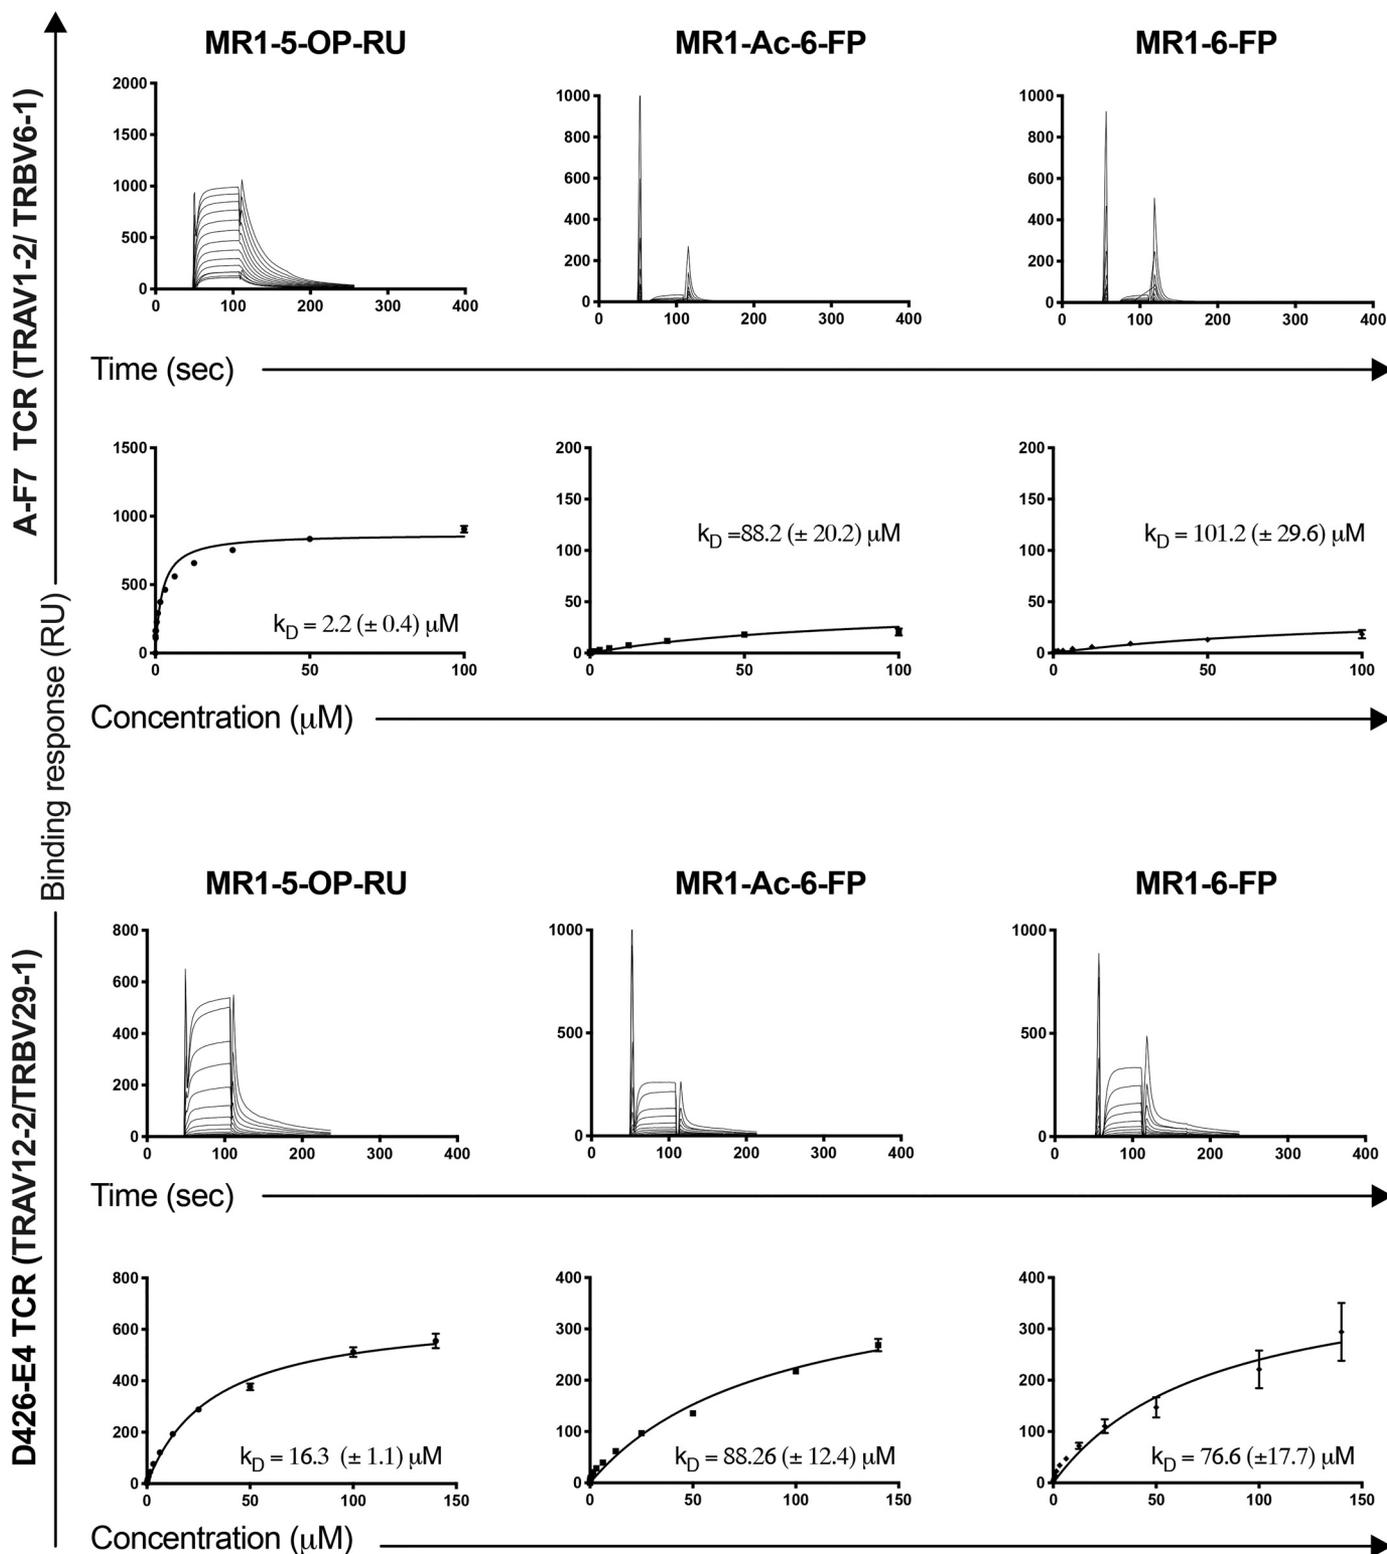 A-F7 TCR (TRAV1-2/ TRBV6-1)
Binding response (RU)
D426-E4 TCR (TRAV12-2/TRBV29-1)
MR1-5-OP-RU
MR1-Ac-6-FP
MR1-6-FP
2000
1500
1000
500
0
0 100 200 300 400
1000
800
600
400
200
0
0 100 200 300 400
1000
800
600
400
200
0
0 100 200 300 400
Time (sec)
1500
1000
500
0
0 50 100
kD = 2.2 (± 0.4) µM
200
150
100
50
0
0 50 100
kD =88.2 (± 20.2) µM
200
150
100
50
0
0 50 100
kD = 101.2 (± 29.6) µM
Concentration (µM)
MR1-5-OP-RU
MR1-Ac-6-FP
MR1-6-FP
800
600
400
200
0
0 100 200 300 400
1000
500
0
0 100 200 300 400
1000
500
0
0 100 200 300 400
Time (sec)
800
600
400
200
0
0 50 100 150
kD = 16.3 (± 1.1) µM
400
300
200
100
0
0 50 100 150
kD = 88.26 (± 12.4) µM
400
300
200
100
0
0 50 100 150
kD = 76.6 (±17.7) µM
Concentration (µM)